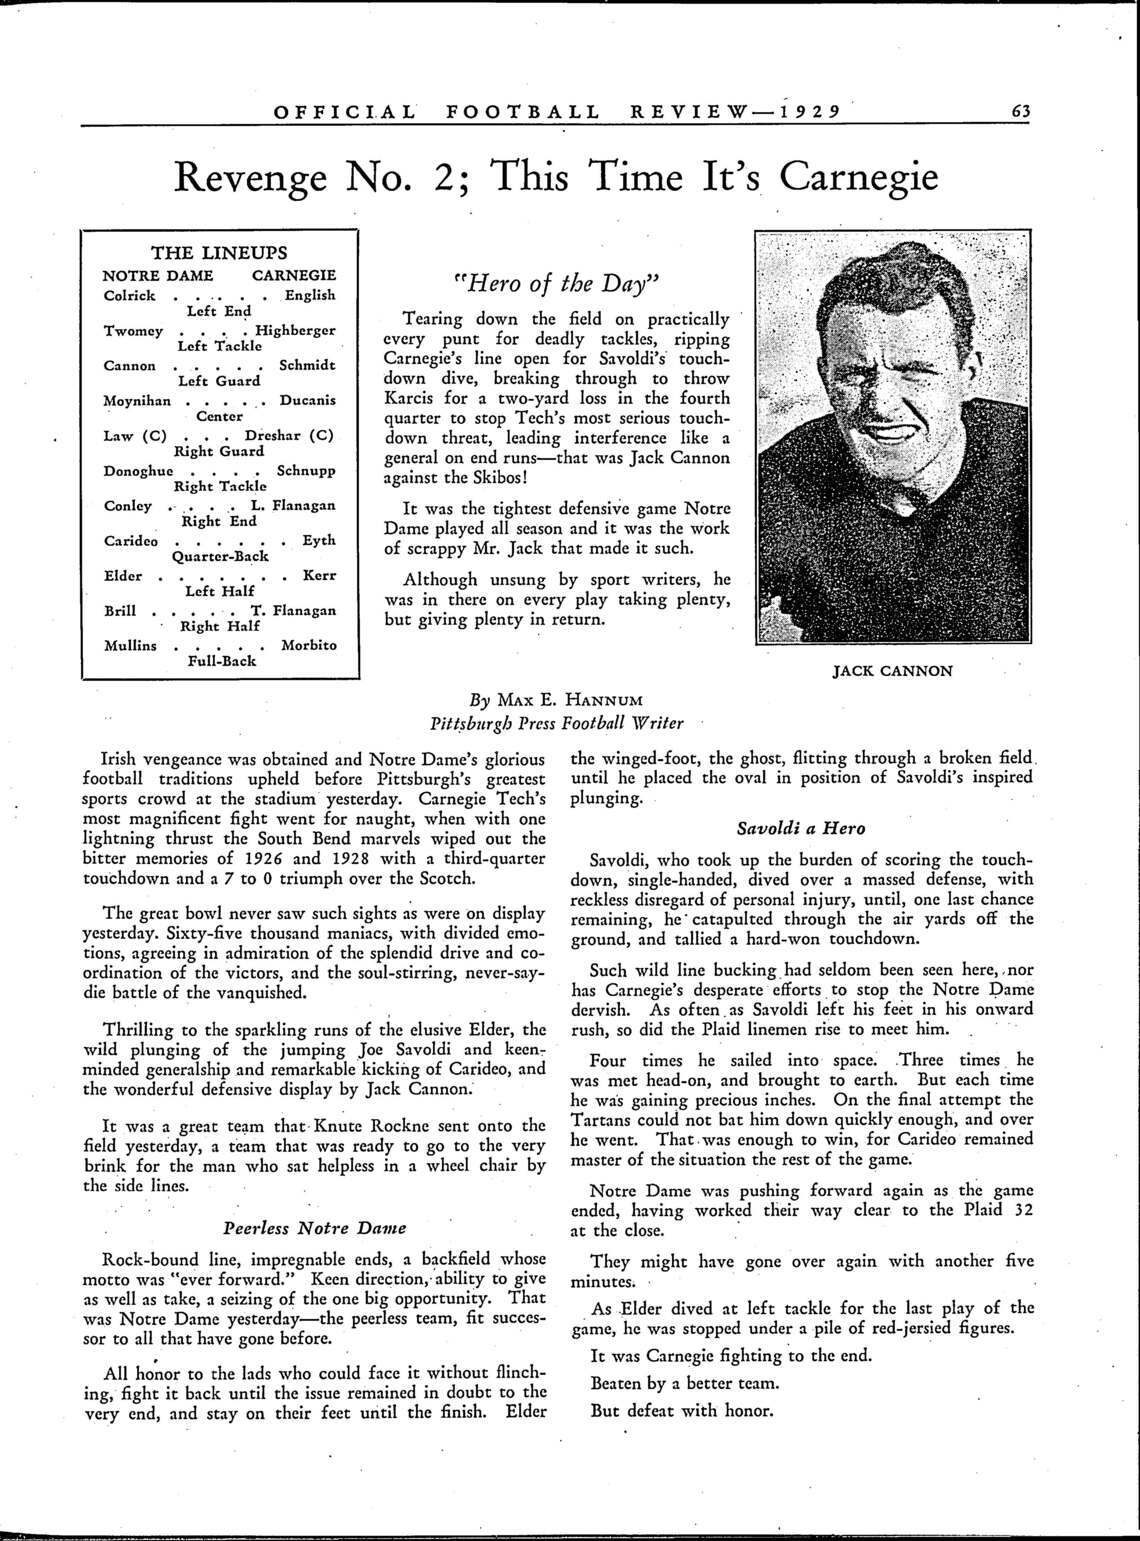 OFFICIAL FOOTBALL REVIEW—1929 63
Revenge No. 2; This Time It's Carnegie
THE LINEUPS
NOTRE DAME CARNEGIE
Colrick . . . . . English
Left End
Twomey . . . . Highberger
Left Tackle
Cannon . . . . . Schmidt
Left Guard
Moynihan . . . . . Ducanis
Center
Law (C) . . . Dreshar (C)
Right Guard
Donoghue . . . . Schnupp
Right Tackle
Conley . . . . L. Flanagan
Right End
Carideo . . . . . . Eyth
Quarter-Back
Elder . . . . . . . Kerr
Left Half
Brill . . . . . T. Flanagan
Right Half
Mullins . . . . . Morbito
Full-Back
"Hero of the Day"
Tearing down the field on practically
every punt for deadly tackles, ripping
Carnegie's line open for Savoldi's touch-
down dive, breaking through to throw
Karcis for a two-yard loss in the fourth
quarter to stop Tech's most serious touch-
down threat, leading interference like a
general on end runs—that was Jack Cannon
against the Skibos!
It was the tightest defensive game Notre
Dame played all season and it was the work
of scrappy Mr. Jack that made it such.
Although unsung by sport writers, he
was in there on every play taking plenty,
but giving plenty in return.
JACK CANNON
By MAX E. HANNUM
Pittsburgh Press Football Writer
Irish vengeance was obtained and Notre Dame's glorious
football traditions upheld before Pittsburgh's greatest
sports crowd at the stadium yesterday. Carnegie Tech's
most magnificent fight went for naught, when with one
lightning thrust the South Bend marvels wiped out the
bitter memories of 1926 and 1928 with a third-quarter
touchdown and a 7 to 0 triumph over the Scotch.
The great bowl never saw such sights as were on display
yesterday. Sixty-five thousand maniacs, with divided emo-
tions, agreeing in admiration of the splendid drive and co-
ordination of the victors, and the soul-stirring, never-say-
die battle of the vanquished.
Thrilling to the sparkling runs of the elusive Elder, the
wild plunging of the jumping Joe Savoldi and keen-
minded generalship and remarkable kicking of Carideo, and
the wonderful defensive display by Jack Cannon.
It was a great team that Knute Rockne sent onto the
field yesterday, a team that was ready to go to the very
brink for the man who sat helpless in a wheel chair by
the side lines.
Peerless Notre Dame
Rock-bound line, impregnable ends, a backfield whose
motto was "ever forward." Keen direction, ability to give
as well as take, a seizing of the one big opportunity. That
was Notre Dame yesterday—the peerless team, fit succes-
sor to all that have gone before.
All honor to the lads who could face it without flinch-
ing, fight it back until the issue remained in doubt to the
very end, and stay on their feet until the finish. Elder
the winged-foot, the ghost, flitting through a broken field
until he placed the oval in position of Savoldi's inspired
plunging.
Savoldi a Hero
Savoldi, who took up the burden of scoring the touch-
down, single-handed, dived over a massed defense, with
reckless disregard of personal injury, until, one last chance
remaining, he catapulted through the air yards off the
ground, and tallied a hard-won touchdown.
Such wild line bucking had seldom been seen here, nor
has Carnegie's desperate efforts to stop the Notre Dame
dervish. As often as Savoldi left his feet in his onward
rush, so did the Plaid linemen rise to meet him.
Four times he sailed into space. Three times he
was met head-on, and brought to earth. But each time
he was gaining precious inches. On the final attempt the
Tartans could not bat him down quickly enough, and over
he went. That was enough to win, for Carideo remained
master of the situation the rest of the game.
Notre Dame was pushing forward again as the game
ended, having worked their way clear to the Plaid 32
at the close.
They might have gone over again with another five
minutes.
As Elder dived at left tackle for the last play of the
game, he was stopped under a pile of red-jersied figures.
It was Carnegie fighting to the end.
Beaten by a better team.
But defeat with honor.